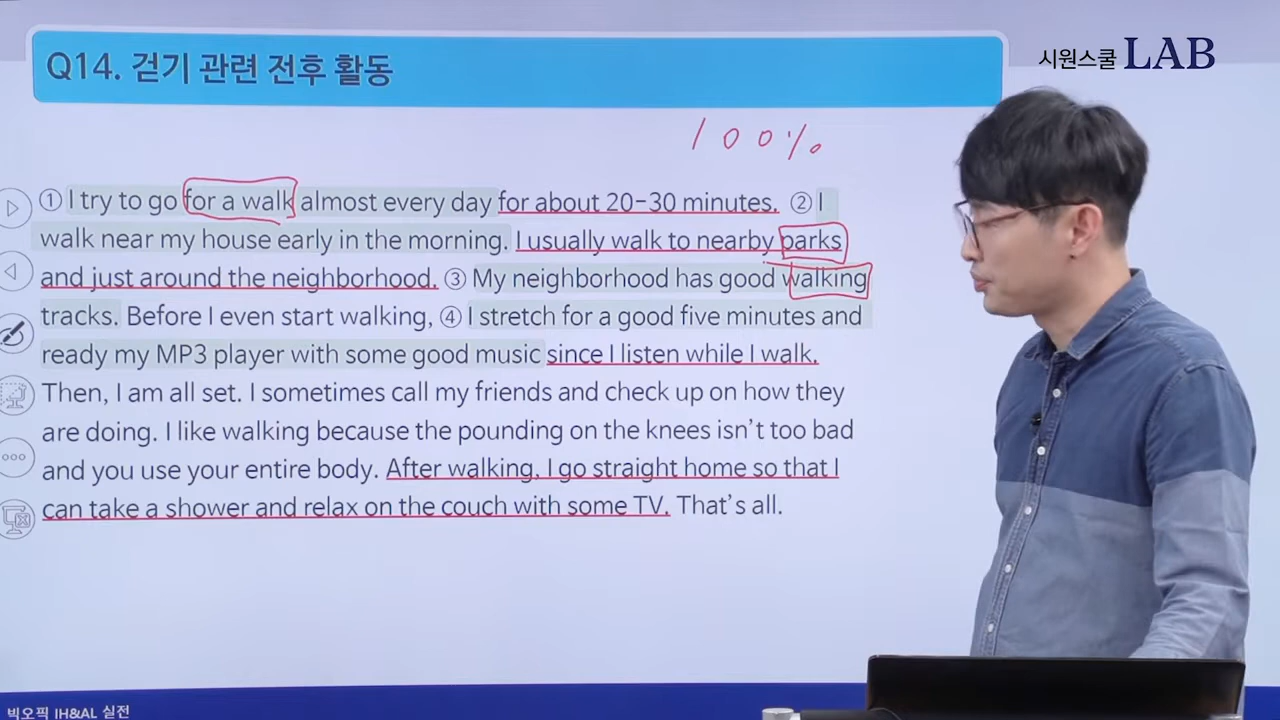 Q14. 걷기 관련 전후 활동
시원스쿨 LAB
100%
① I try to go for a walk almost every day for about 20-30 minutes. ② I
walk near my house early in the morning. I usually walk to nearby parks
and just around the neighborhood. ③ My neighborhood has good walking
tracks. Before I even start walking, ④ I stretch for a good five minutes and
ready my MP3 player with some good music since I listen while I walk.
Then, I am all set. I sometimes call my friends and check up on how they
are doing. I like walking because the pounding on the knees isn't too bad
and you use your entire body. After walking, I go straight home so that I
can take a shower and relax on the couch with some TV. That's all.
빅오픽 IH&AL 실전